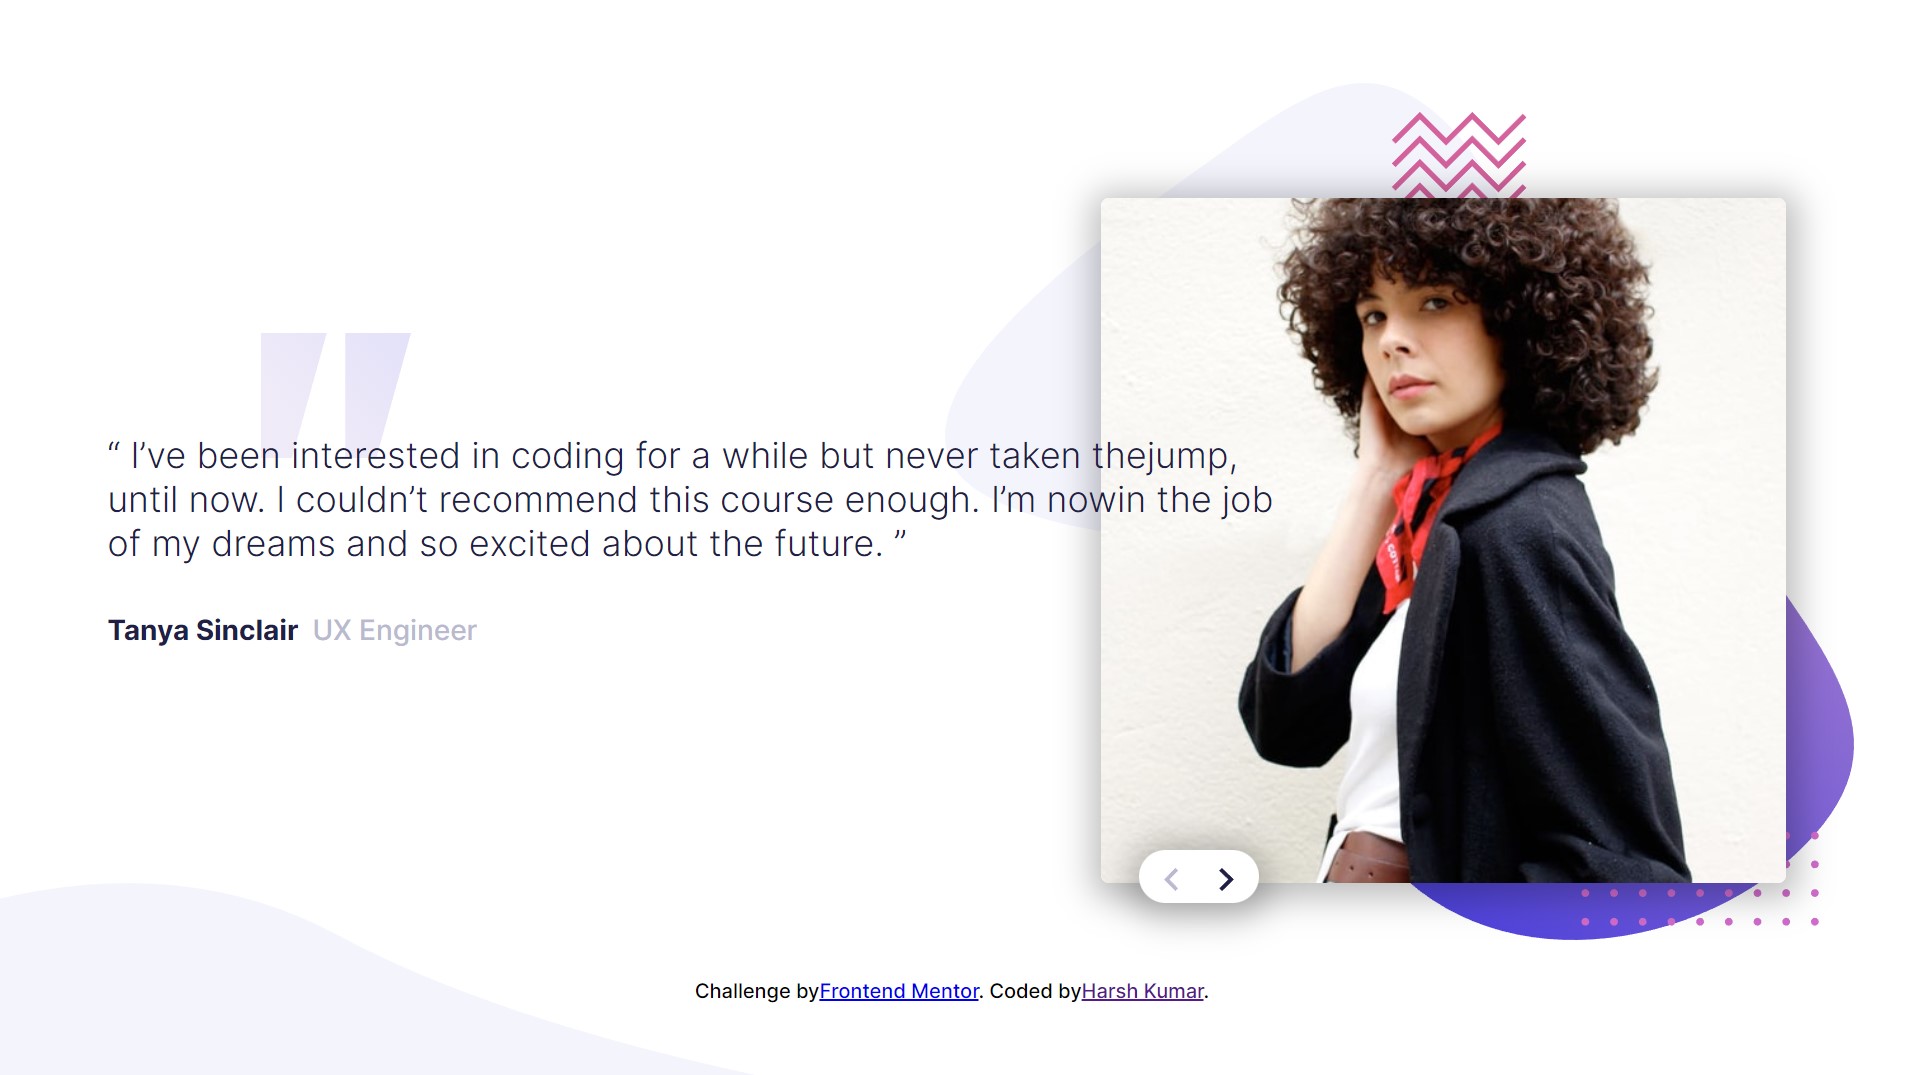 “ I’ve been interested in coding for a while but never taken thejump,
until now. I couldn’t recommend this course enough. I’m nowin the job
of my dreams and so excited about the future. ”
Tanya Sinclair UX Engineer
Challenge byFrontend Mentor. Coded byHarsh Kumar.